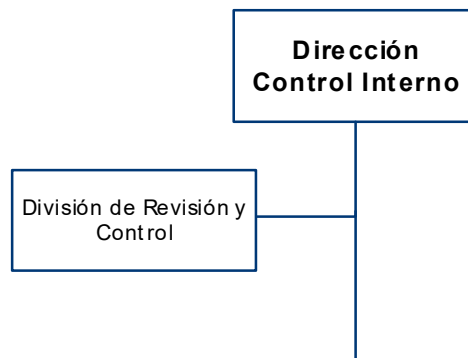 Dirección
Control Interno
División de Revisión y
Control